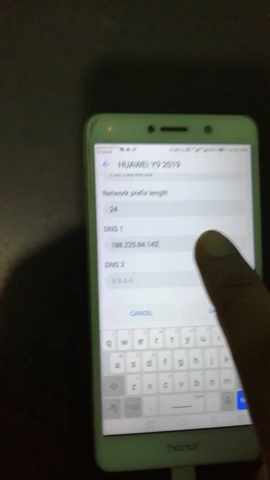 ← HUAWEI Y9 2019
Network prefix length
24
DNS 1
188.225.84.142
DNS 2
8.8.4.4
CANCEL
q w e r t y u
a s d f g h j k
z x c v b n
honor